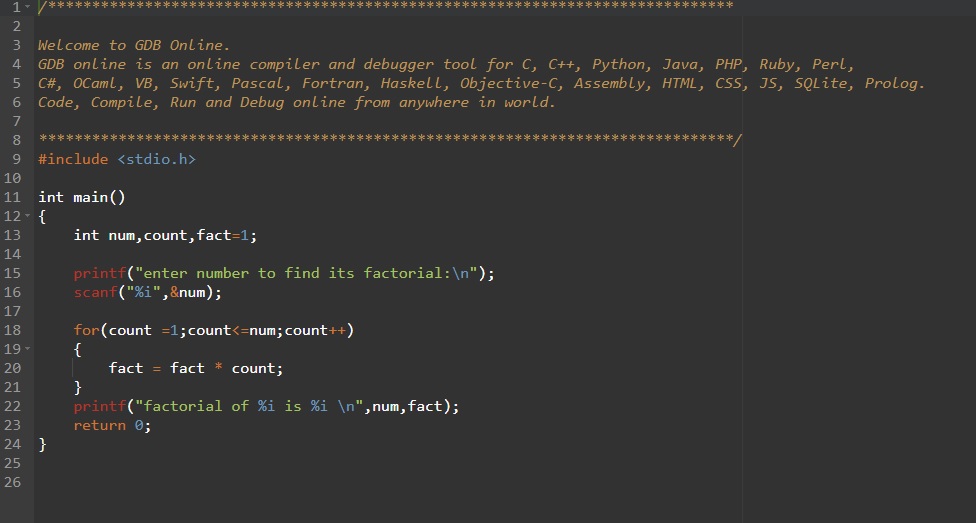 1 /******************************************************************************
2
3 Welcome to GDB Online.
4 GDB online is an online compiler and debugger tool for C, C++, Python, Java, PHP, Ruby, Perl,
5 C#, OCaml, VB, Swift, Pascal, Fortran, Haskell, Objective-C, Assembly, HTML, CSS, JS, SQLite, Prolog.
6 Code, Compile, Run and Debug online from anywhere in world.
7
8 *******************************************************************************/
9 #include <stdio.h>
10
11 int main()
12 {
13     int num,count,fact=1;
14
15     printf("enter number to find its factorial:\n");
16     scanf("%i",&num);
17
18     for(count =1;count<=num;count++)
19     {
20         fact = fact * count;
21     }
22     printf("factorial of %i is %i \n",num,fact);
23     return 0;
24 }
25
26